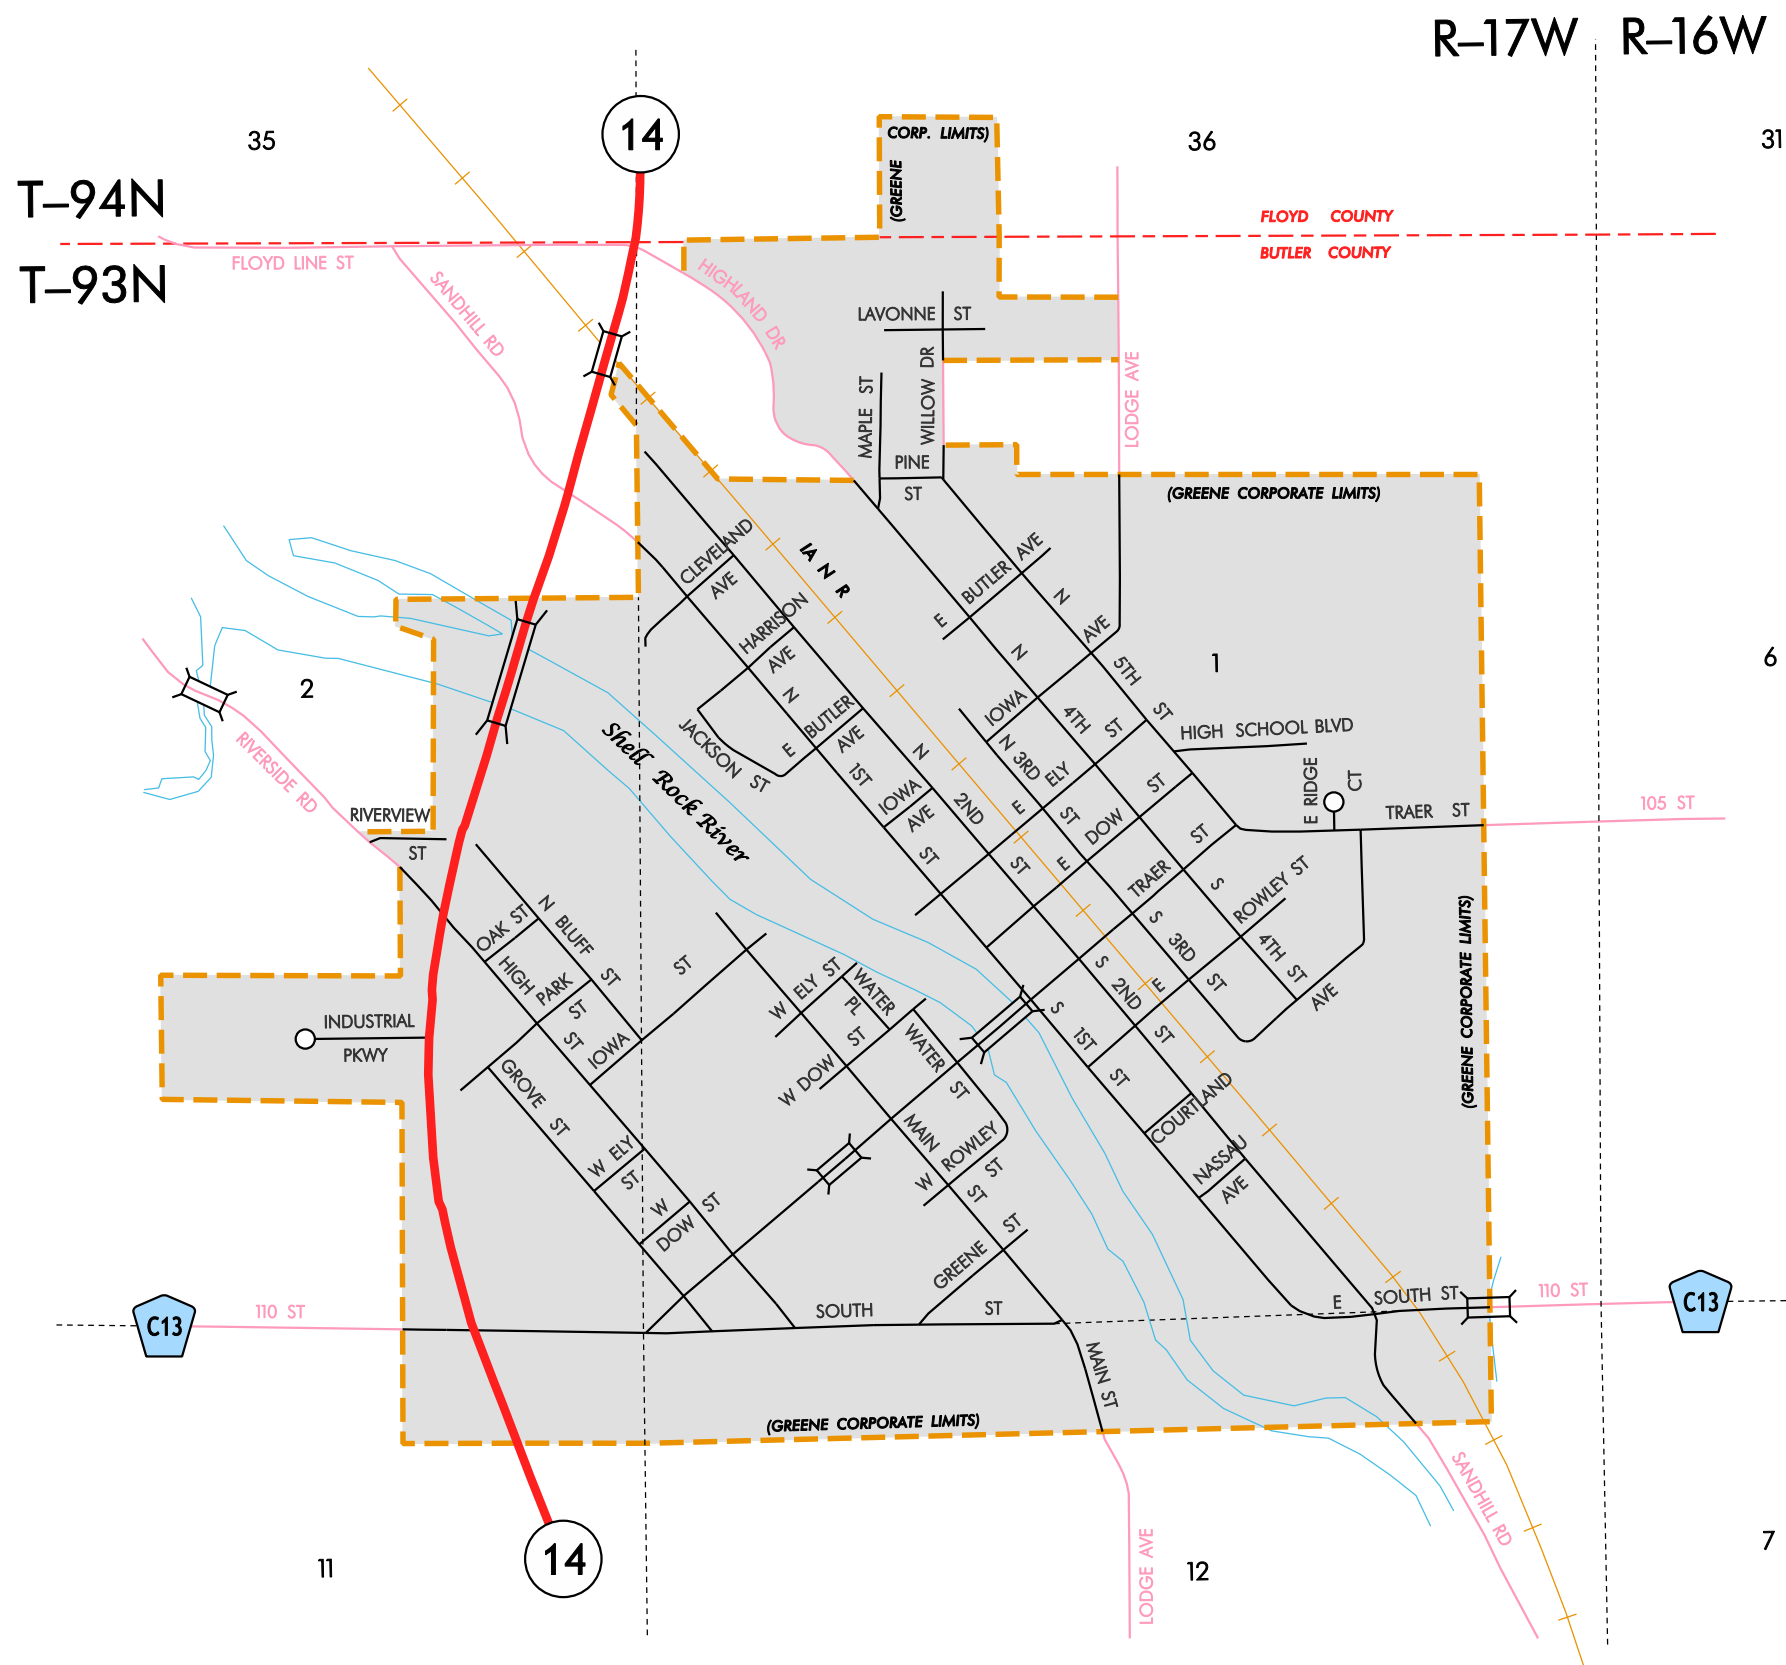 R–17W
R–16W
14
35
CORP. LIMITS)
(GREENE
36
31
T–94N
FLOYD COUNTY
BUTLER COUNTY
FLOYD LINE ST
T–93N
SANDHILL RD
HIGHLAND DR
LAVONNE ST
WILLOW DR
MAPLE ST
LODGE AVE
PINE
ST
(GREENE CORPORATE LIMITS)
CLEVELAND
AVE
IA N R
E BUTLER AVE
HARRISON
AVE
N
N
AVE
5TH
ST
1
6
2
N
JACKSON ST
E BUTLER
AVE
1ST
N
IOWA
4TH
ST
HIGH SCHOOL BLVD
N 3RD
ELY
ST
E
Shell Rock River
RIVERSIDE RD
IOWA
AVE
ST
2ND
ST
E
DOW
ST
E RIDGE
CT
TRAER ST
105 ST
RIVERVIEW
ST
TRAER
ST
S
ROWLEY ST
4TH
ST
AVE
S
3RD
ST
E
S
2ND
ST
(GREENE CORPORATE LIMITS)
OAK ST
N BLUFF
ST
HIGH
PARK
ST
ST
IOWA
ST
W ELY ST
WATER
PL
WATER
ST
W DOW
ST
S
1ST
ST
INDUSTRIAL
PKWY
GROVE ST
COURTLAND
NASSAU
AVE
W ELY
ST
W
DOW
ST
MAIN
ST
W
ROWLEY
ST
GREENE
ST
C13
110 ST
SOUTH
ST
E SOUTH ST
110 ST
C13
MAIN ST
(GREENE CORPORATE LIMITS)
SANDHILL RD
LODGE AVE
11
14
12
7